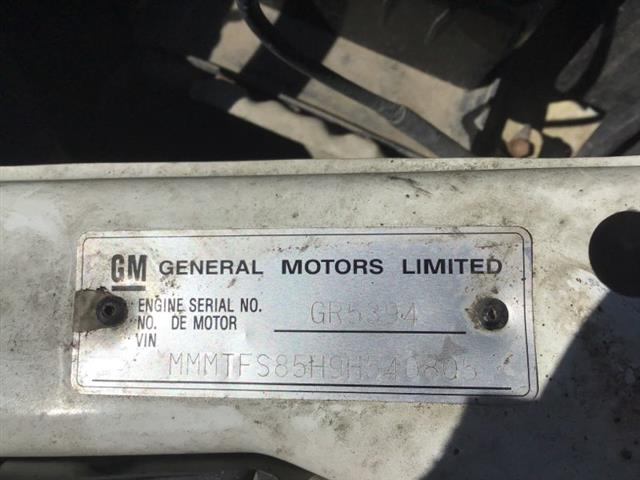 GM GENERAL MOTORS LIMITED
ENGINE SERIAL NO. GR5394
NO. DE MOTOR
VIN
MMMTFS85H9H540805